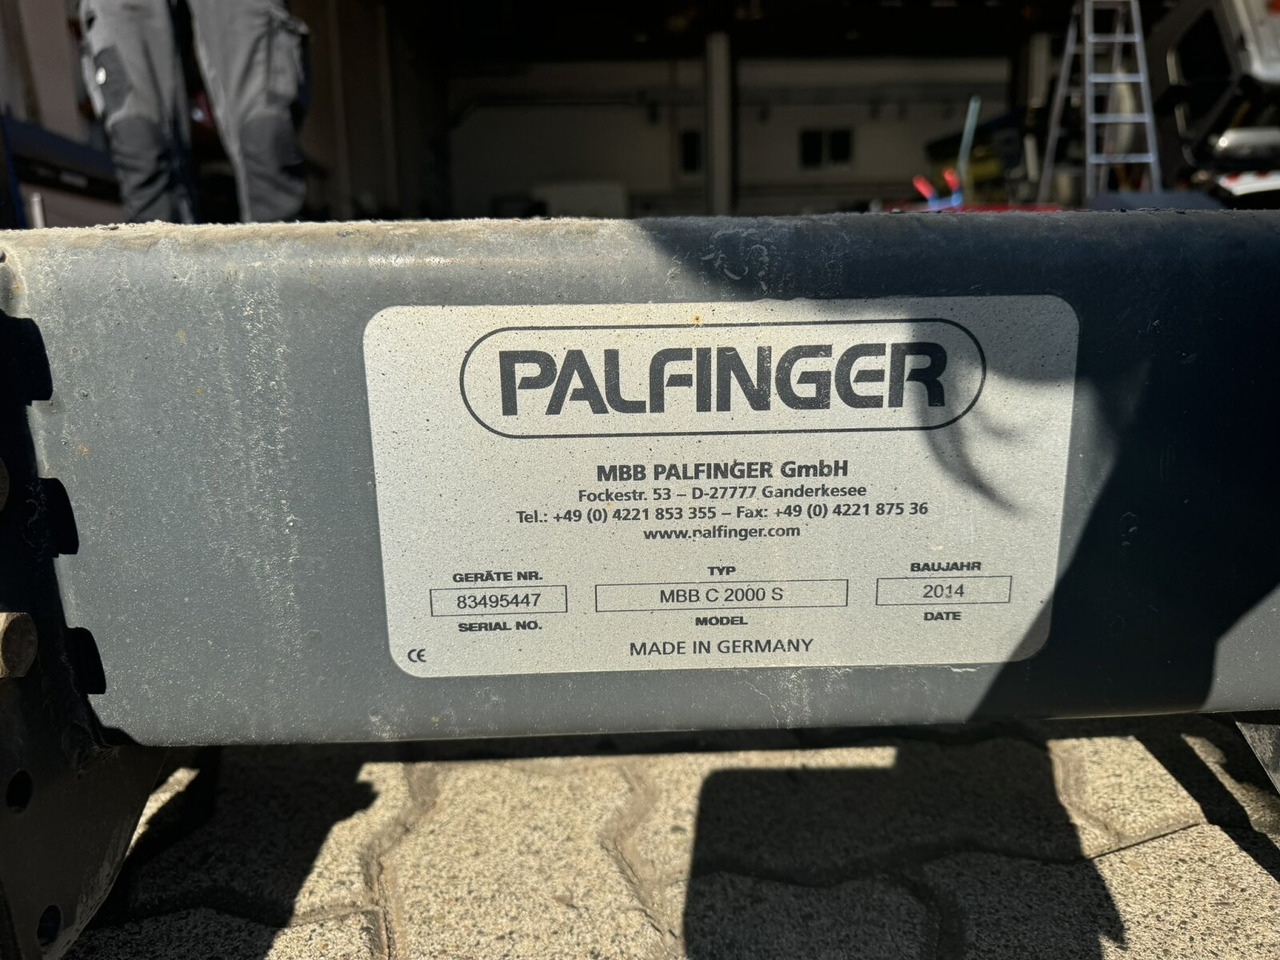 PALFINGER
MBB PALFINGER GmbH
Fockestr. 53 – D-27777 Ganderkesee
Tel.: +49 (0) 4221 853 355 – Fax: +49 (0) 4221 875 36
www.palfinger.com
GERÄTE NR. TYP BAUJAHR
83495447 MBB C 2000 S 2014
SERIAL NO. MODEL DATE
CE MADE IN GERMANY